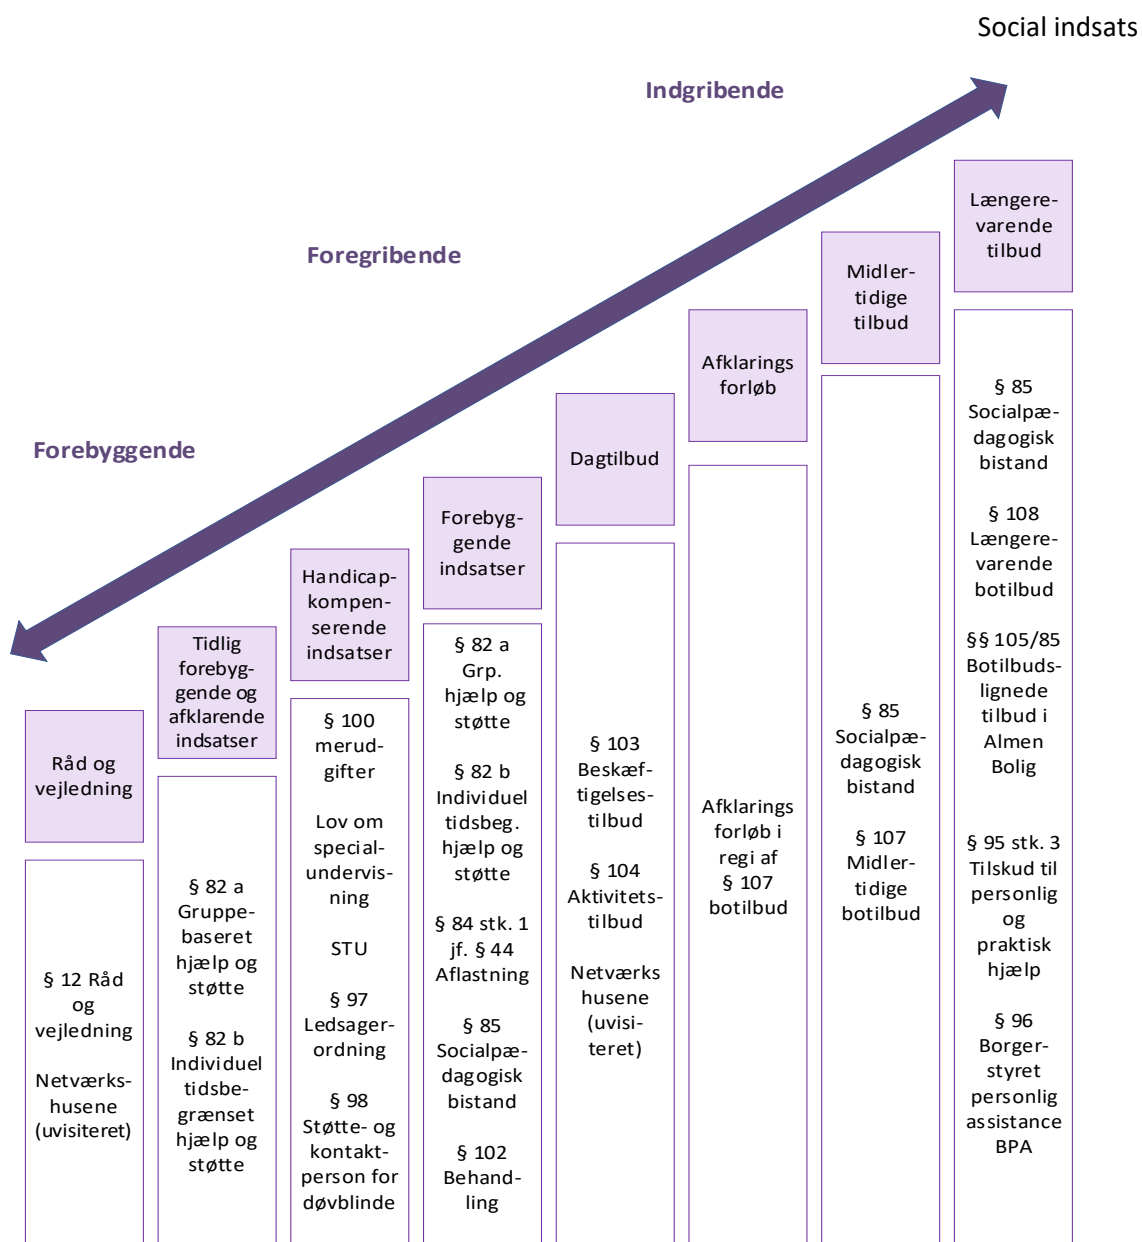 Social indsats
Indgribende
Foregribende
Forebyggende
Råd og
vejledning
§ 12 Råd
og
vejledning
Netværks-
husene
(uvisiteret)
Tidlig
forebyg-
gende og
afklarende
indsatser
§ 82 a
Gruppe-
baseret
hjælp og
støtte
§ 82 b
Individuel
tidsbe-
grænset
hjælp og
støtte
Handicap-
kompen-
serende
indsatser
§ 100
merud-
gifter
Lov om
special-
undervis-
ning
STU
§ 97
Ledsager-
ordning
§ 98
Støtte- og
kontakt-
person for
døvblinde
Forebyg-
gende
indsatser
§ 82 a
Grp.
hjælp og
støtte
§ 82 b
Individuel
tidsbeg.
hjælp og
støtte
§ 84 stk. 1
jf. § 44
Aflastning
§ 85
Socialpæ-
dagogisk
bistand
§ 102
Behand-
ling
Dagtilbud
§ 103
Beskæf-
tigelses-
tilbud
§ 104
Aktivitets-
tilbud
Netværks
husene
(uvisi-
teret)
Afklarings
forløb
Afklarings
forløb i
regi af
§ 107
botilbud
Midler-
tidige
tilbud
§ 85
Socialpæ-
dagogisk
bistand
§ 107
Midler-
tidige
botilbud
Længere-
varende
tilbud
§ 85
Socialpæ-
dagogisk
bistand
§ 108
Længere-
varende
botilbud
§§ 105/85
Botilbuds-
lignede
tilbud i
Almen
Bolig
§ 95 stk. 3
Tilskud til
personlig
og
praktisk
hjælp
§ 96
Borger-
styret
personlig
assistance
BPA